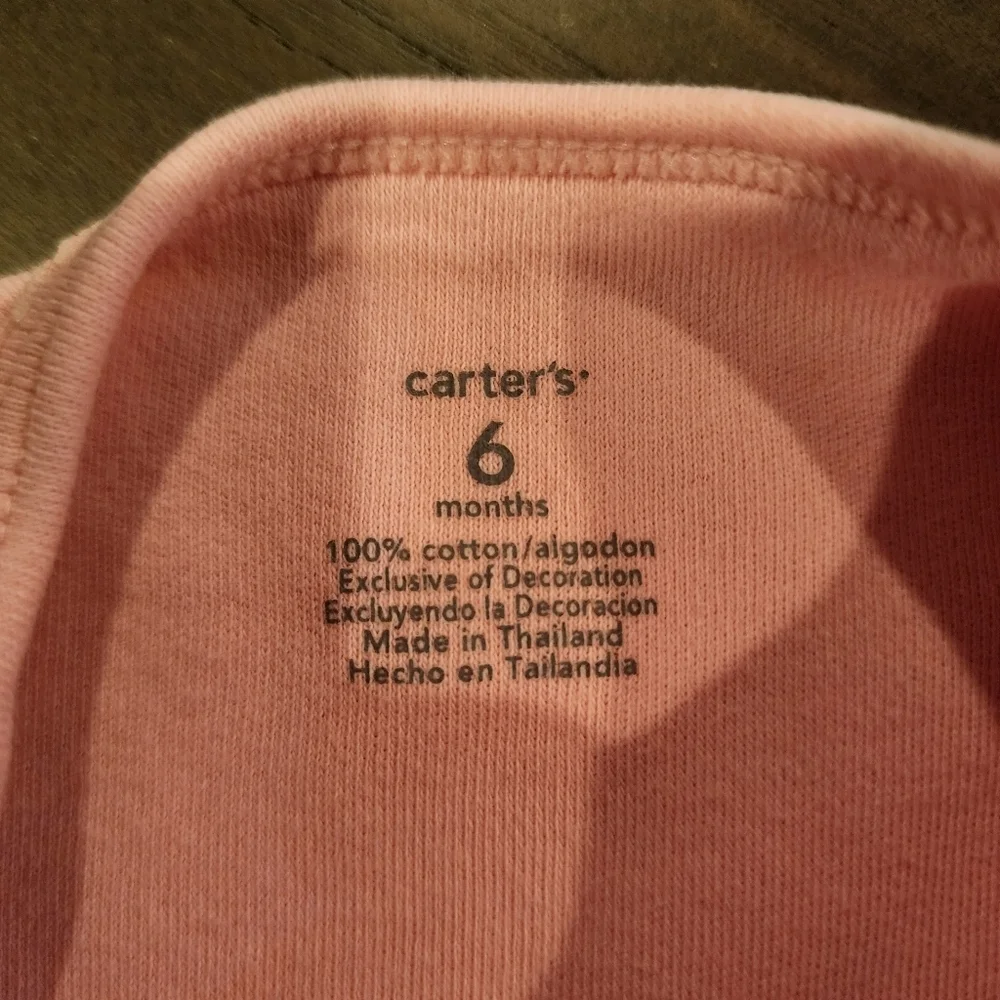 carter's
6
months
100% cotton/algodon
Exclusive of Decoration
Excluyendo la Decoracion
Made in Thailand
Hecho en Tailandia